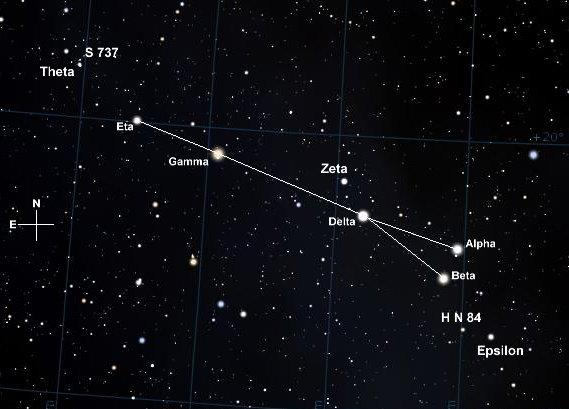 S 737
Theta
Eta
Gamma
Zeta
+20°
N
E
Delta
Alpha
Beta
H N 84
Epsilon